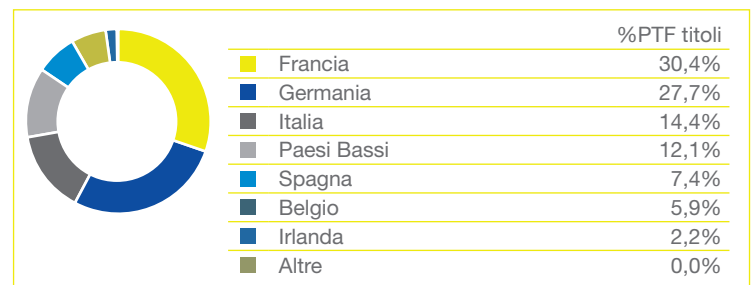 %PTF titoli
Francia 30,4%
Germania 27,7%
Italia 14,4%
Paesi Bassi 12,1%
Spagna 7,4%
Belgio 5,9%
Irlanda 2,2%
Altre 0,0%